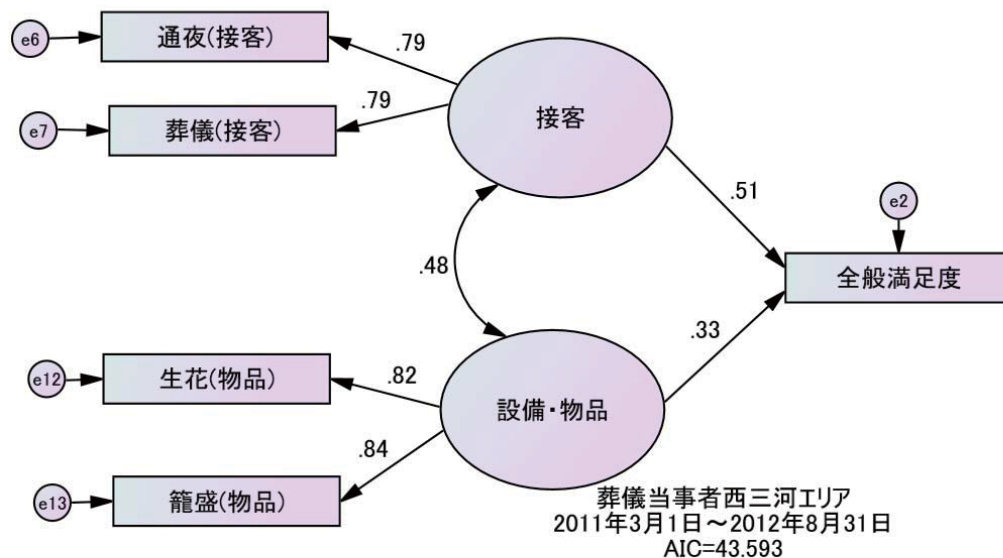 e6
通夜(接客)
.79
e7
葬儀(接客)
.79
接客
.51
e2
全般満足度
.48
.33
e12
生花(物品)
.82
設備・物品
.84
e13
籠盛(物品)
葬儀当事者西三河エリア
2011年3月1日～2012年8月31日
AIC=43.593